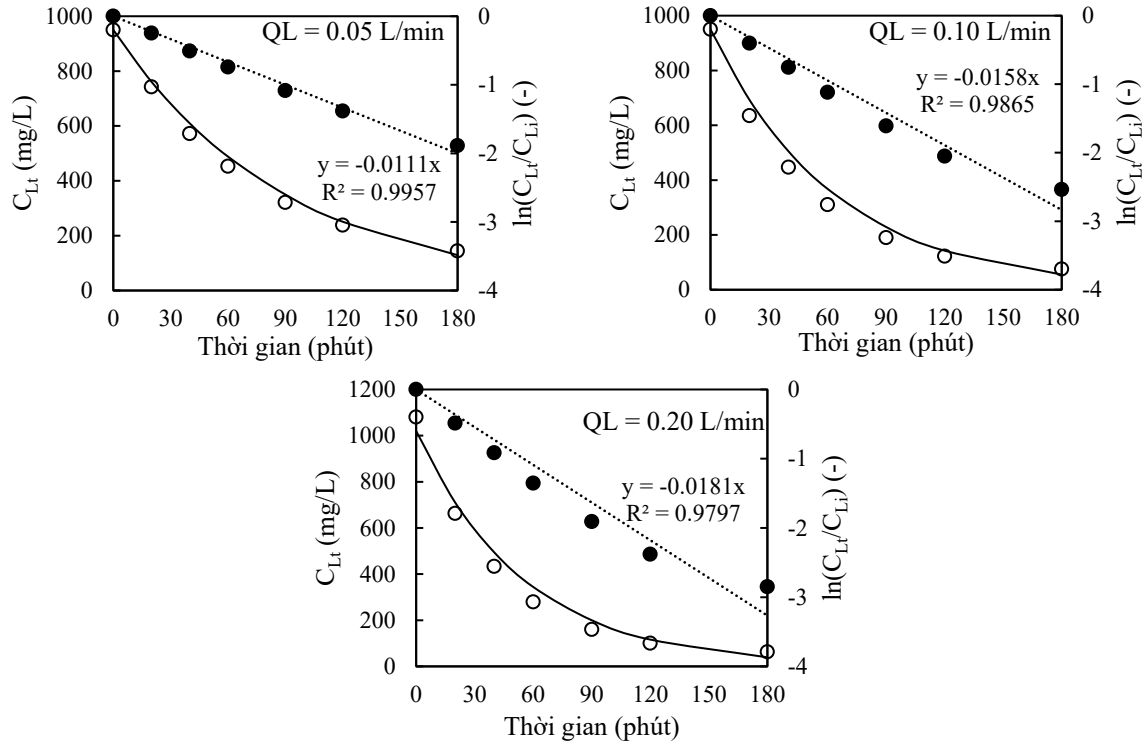 QL = 0.05 L/min
y = -0.0111x
R² = 0.9957
1000
800
600
400
200
0
C_Lt (mg/L)
0
-1
-2
-3
-4
ln(C_Lt/C_Li) (-)
0 30 60 90 120 150 180
Thời gian (phút)
QL = 0.10 L/min
y = -0.0158x
R² = 0.9865
1000
800
600
400
200
0
C_Lt (mg/L)
0
-1
-2
-3
-4
ln(C_Lt/C_Li) (-)
0 30 60 90 120 150 180
Thời gian (phút)
QL = 0.20 L/min
y = -0.0181x
R² = 0.9797
1200
1000
800
600
400
200
0
C_Lt (mg/L)
0
-1
-2
-3
-4
ln(C_Lt/C_Li) (-)
0 30 60 90 120 150 180
Thời gian (phút)